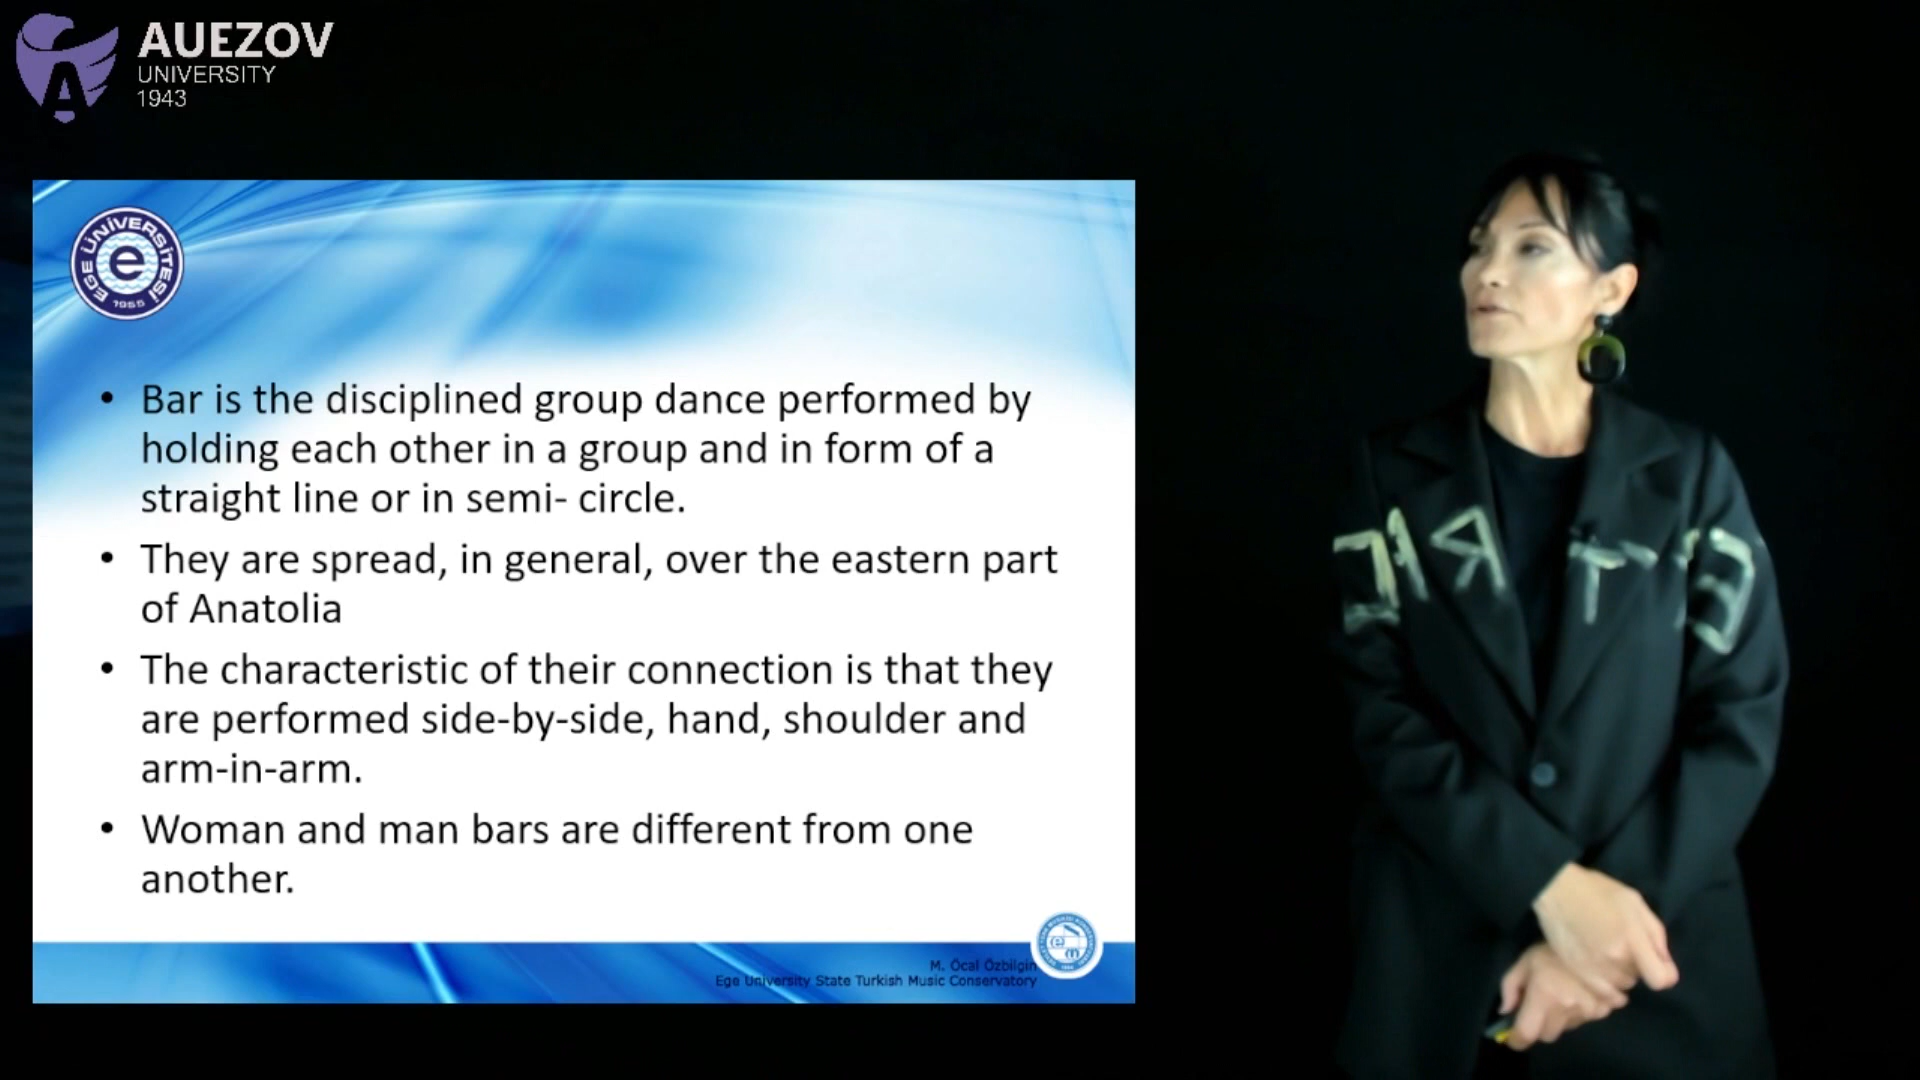 AUEZOV
UNIVERSITY
1943
EGE ÜNİVERSİTESİ
e
1955
• Bar is the disciplined group dance performed by
holding each other in a group and in form of a
straight line or in semi- circle.
• They are spread, in general, over the eastern part
of Anatolia
• The characteristic of their connection is that they
are performed side-by-side, hand, shoulder and
arm-in-arm.
• Woman and man bars are different from one
another.
M. Öcal Özbilgin
Ege University State Turkish Music Conservatory